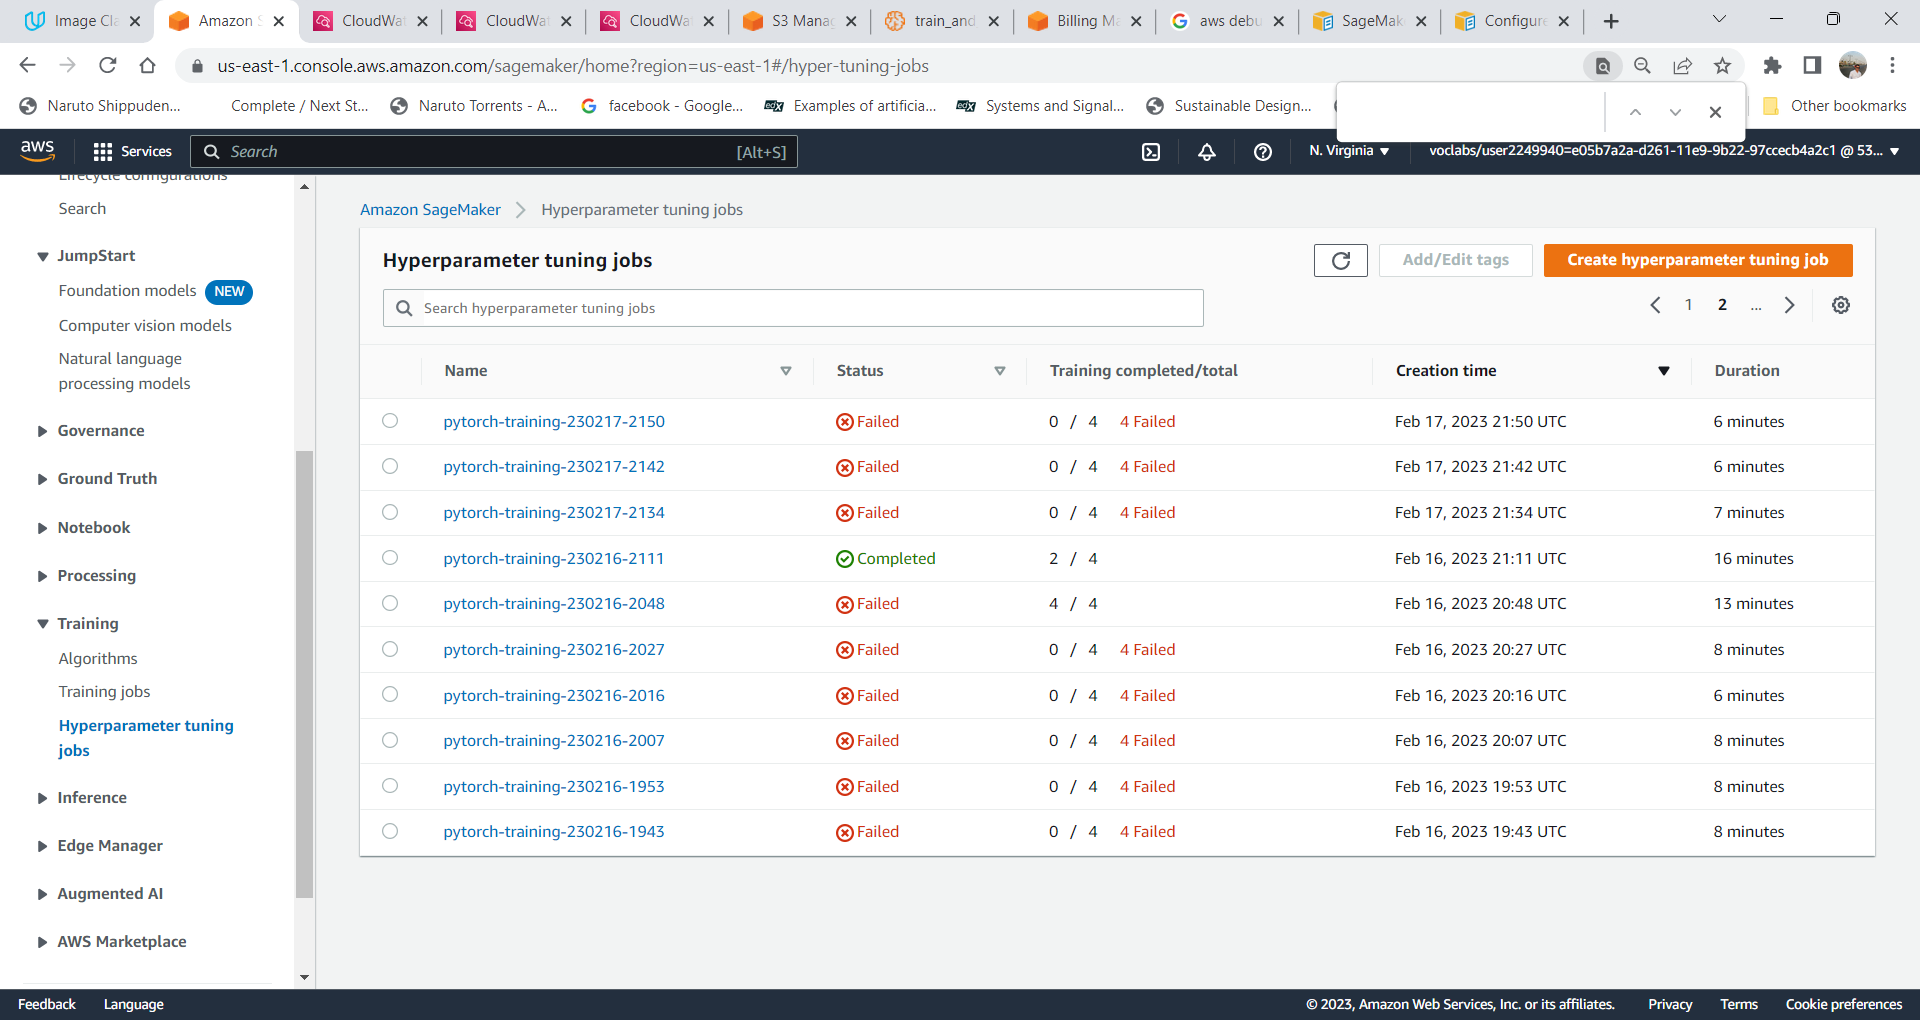 Image Cla
Amazon S
CloudWat
CloudWat
CloudWat
S3 Manag
train_and
Billing Ma
aws debu
SageMake
Configure
us-east-1.console.aws.amazon.com/sagemaker/home?region=us-east-1#/hyper-tuning-jobs
Naruto Shippuden...
Complete / Next St...
Naruto Torrents - A...
facebook - Google...
edX Examples of artificia...
edX Systems and Signal...
Sustainable Design...
Other bookmarks
aws
Services
Search
[Alt+S]
N. Virginia
voclabs/user2249940=e05b7a2a-d261-11e9-9b22-97ccecb4a2c1 @ 53...
Lifecycle configurations
Search
JumpStart
Foundation models NEW
Computer vision models
Natural language
processing models
Governance
Ground Truth
Notebook
Processing
Training
Algorithms
Training jobs
Hyperparameter tuning
jobs
Inference
Edge Manager
Augmented AI
AWS Marketplace
Amazon SageMaker > Hyperparameter tuning jobs
Hyperparameter tuning jobs
Add/Edit tags
Create hyperparameter tuning job
Search hyperparameter tuning jobs
1 2 ...
Name Status Training completed/total Creation time Duration
pytorch-training-230217-2150 Failed 0 / 4 4 Failed Feb 17, 2023 21:50 UTC 6 minutes
pytorch-training-230217-2142 Failed 0 / 4 4 Failed Feb 17, 2023 21:42 UTC 6 minutes
pytorch-training-230217-2134 Failed 0 / 4 4 Failed Feb 17, 2023 21:34 UTC 7 minutes
pytorch-training-230216-2111 Completed 2 / 4 Feb 16, 2023 21:11 UTC 16 minutes
pytorch-training-230216-2048 Failed 4 / 4 Feb 16, 2023 20:48 UTC 13 minutes
pytorch-training-230216-2027 Failed 0 / 4 4 Failed Feb 16, 2023 20:27 UTC 8 minutes
pytorch-training-230216-2016 Failed 0 / 4 4 Failed Feb 16, 2023 20:16 UTC 6 minutes
pytorch-training-230216-2007 Failed 0 / 4 4 Failed Feb 16, 2023 20:07 UTC 8 minutes
pytorch-training-230216-1953 Failed 0 / 4 4 Failed Feb 16, 2023 19:53 UTC 8 minutes
pytorch-training-230216-1943 Failed 0 / 4 4 Failed Feb 16, 2023 19:43 UTC 8 minutes
Feedback Language
© 2023, Amazon Web Services, Inc. or its affiliates. Privacy Terms Cookie preferences